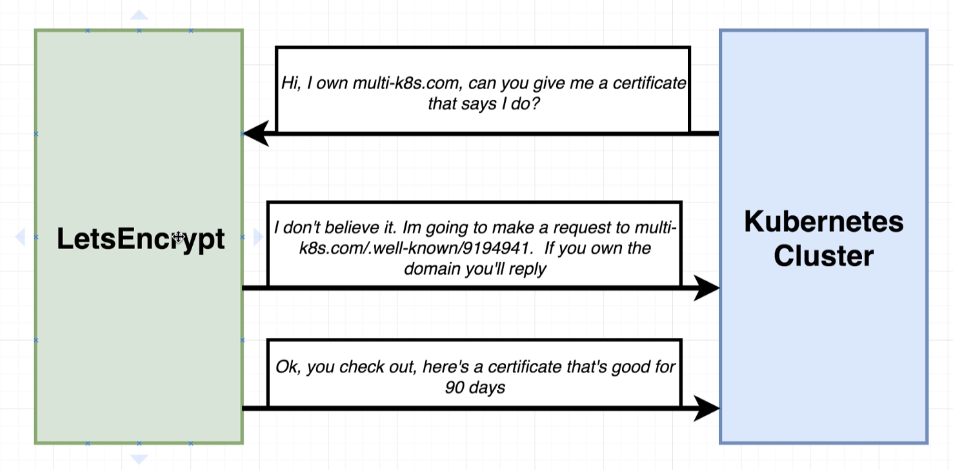 Hi, I own multi-k8s.com, can you give me a certificate
that says I do?
LetsEncrypt
I don't believe it. Im going to make a request to multi-
k8s.com/.well-known/9194941.  If you own the
domain you'll reply
Kubernetes
Cluster
Ok, you check out, here's a certificate that's good for
90 days